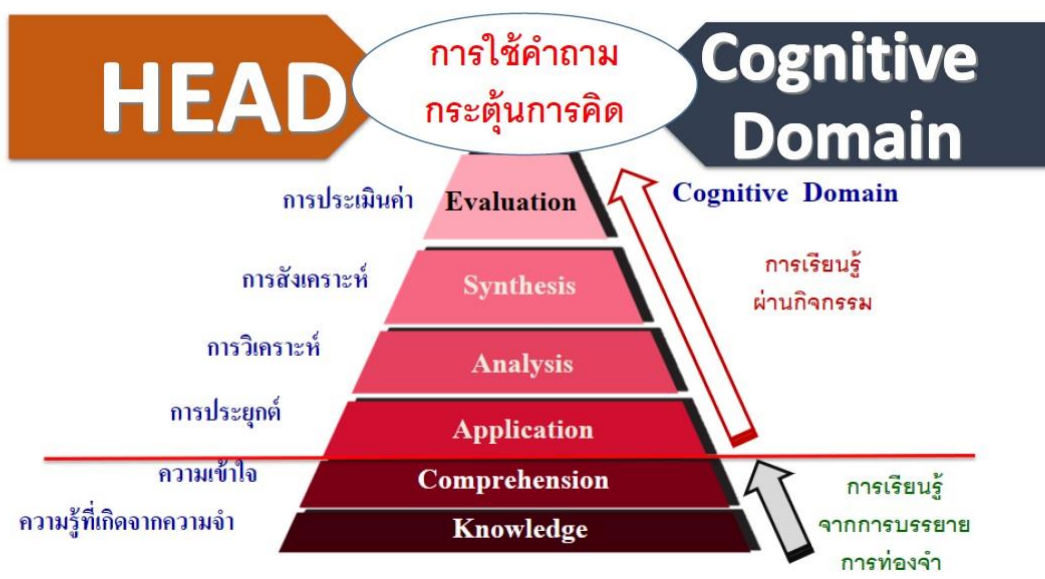 HEAD
การใช้คำถาม
กระตุ้นการคิด
Cognitive
Domain
การประเมินค่า
Evaluation
Cognitive Domain
การสังเคราะห์
Synthesis
การเรียนรู้
ผ่านกิจกรรม
การวิเคราะห์
Analysis
การประยุกต์
Application
ความเข้าใจ
Comprehension
ความรู้ที่เกิดจากความจำ
Knowledge
การเรียนรู้
จากการบรรยาย
การท่องจำ